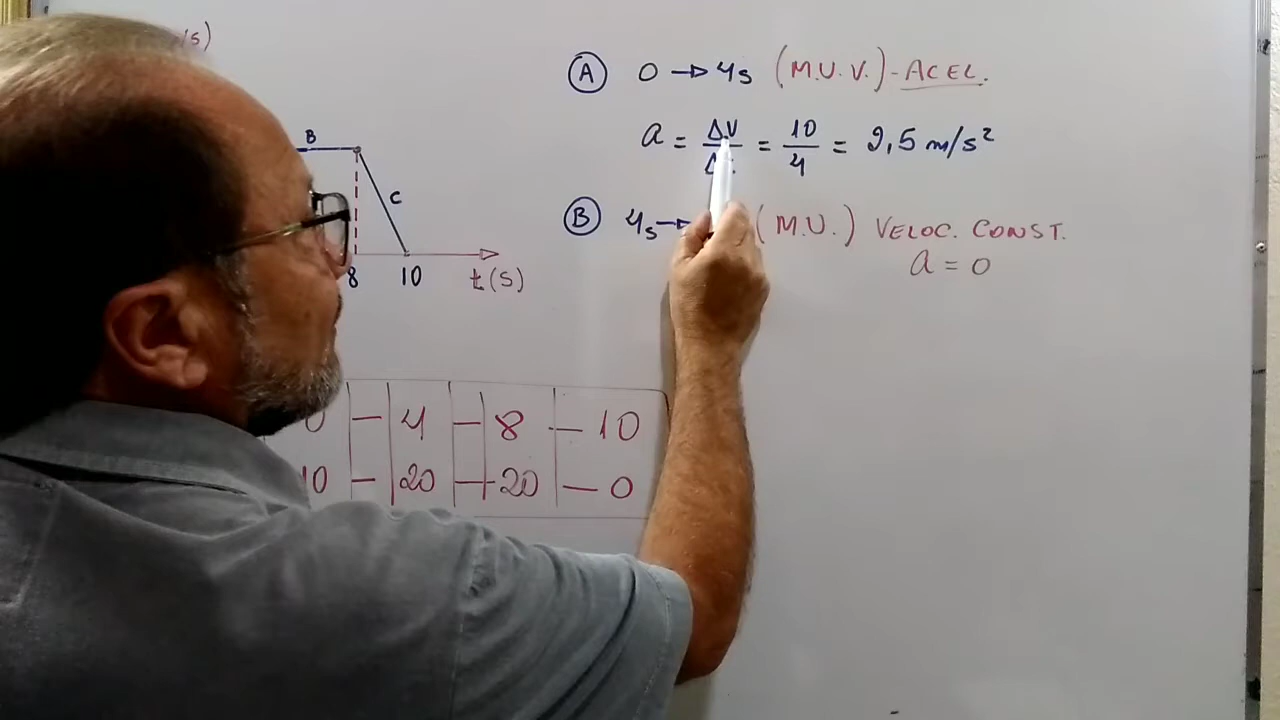 (s)
Ⓐ 0 → 4s (M.U.V.) - ACEL.
B
a = ΔV/Δ = 10/4 = 2,5 m/s²
C
Ⓑ 4s → (M.U.) VELOC. CONST.
a = 0
8 10 t(s)
0 - 4 - 8 - 10
10 - 20 - 20 - 0